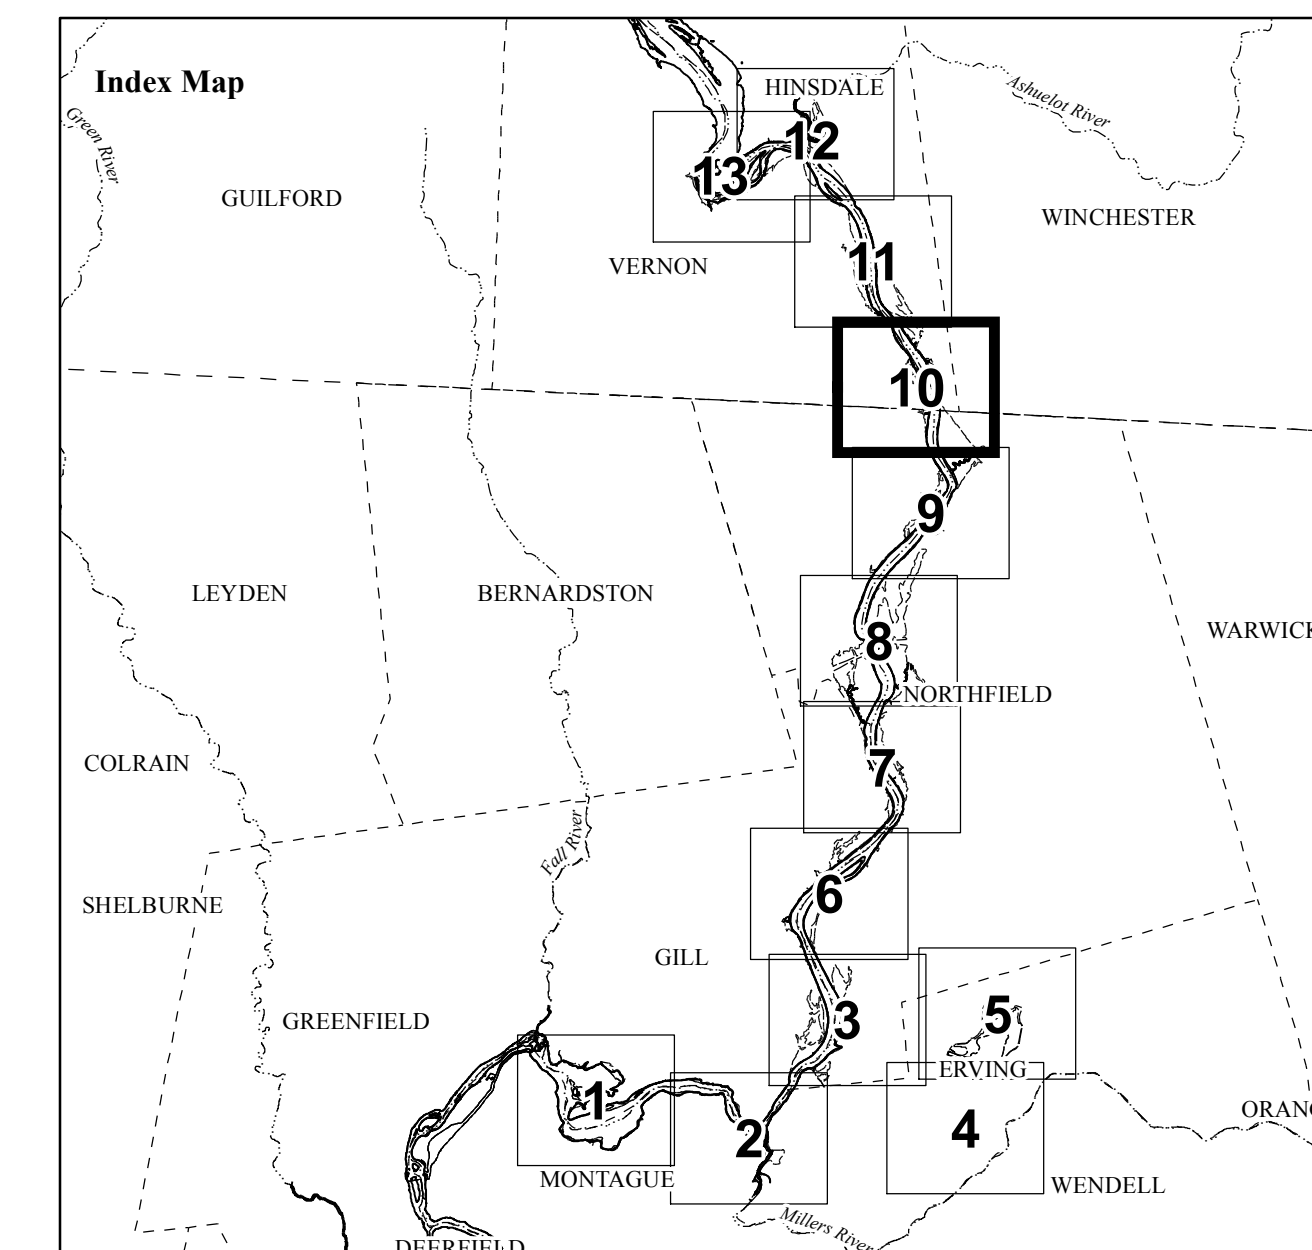 Index Map
HINSDALE
Ashuelot River
Green River
12
13
GUILFORD
WINCHESTER
11
VERNON
10
9
LEYDEN
BERNARDSTON
8
WARWICK
NORTHFIELD
7
COLRAIN
Fall River
6
SHELBURNE
GILL
5
3
GREENFIELD
ERVING
1
ORANG
4
2
MONTAGUE
WENDELL
Millers River
DEERFIELD